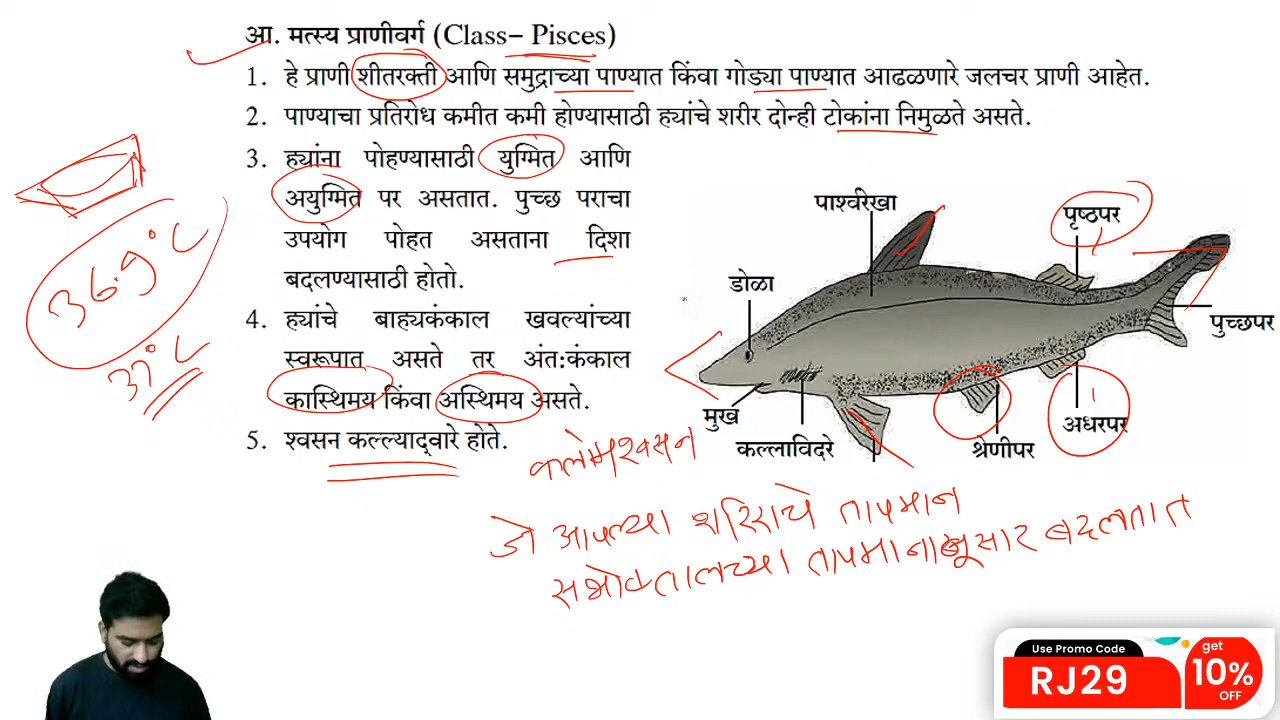 आ. मत्स्य प्राणीवर्ग (Class– Pisces)
1. हे प्राणी शीतरक्ती आणि समुद्राच्या पाण्यात किंवा गोड्या पाण्यात आढळणारे जलचर प्राणी आहेत.
2. पाण्याचा प्रतिरोध कमीत कमी होण्यासाठी ह्यांचे शरीर दोन्ही टोकांना निमुळते असते.
3. ह्यांना पोहण्यासाठी युग्मित आणि
अयुग्मित पर असतात. पुच्छ पराचा
उपयोग पोहत असताना दिशा
बदलण्यासाठी होतो.
4. ह्यांचे बाह्यकंकाल खवल्यांच्या
स्वरूपात असते तर अंत:कंकाल
कास्थिमय किंवा अस्थिमय असते.
5. श्वसन कल्ल्याद्वारे होते.
36.9°C
37°C
पार्श्वरेखा
पृष्ठपर
डोळा
पुच्छपर
मुख
कल्लाविदरे
श्रेणीपर
अधरपर
जे आपल्या शरिराचे तापमान
सभोवतालच्या तापमानानुसार बदलतात
Use Promo Code
RJ29
get
10%
OFF